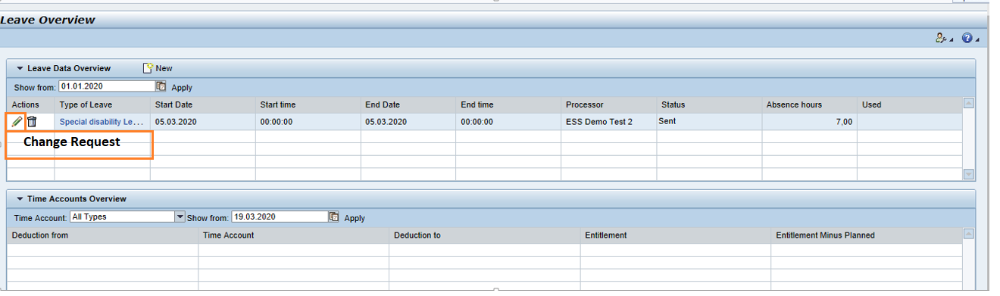 Leave Overview
Leave Data Overview New
Show from: 01.01.2020 Apply
Actions Type of Leave Start Date Start time End Date End time Processor Status Absence hours Used
Special disability Le... 05.03.2020 00:00:00 05.03.2020 00:00:00 ESS Demo Test 2 Sent 7,00
Change Request
Time Accounts Overview
Time Account: All Types Show from: 19.03.2020 Apply
Deduction from Time Account Deduction to Entitlement Entitlement Minus Planned